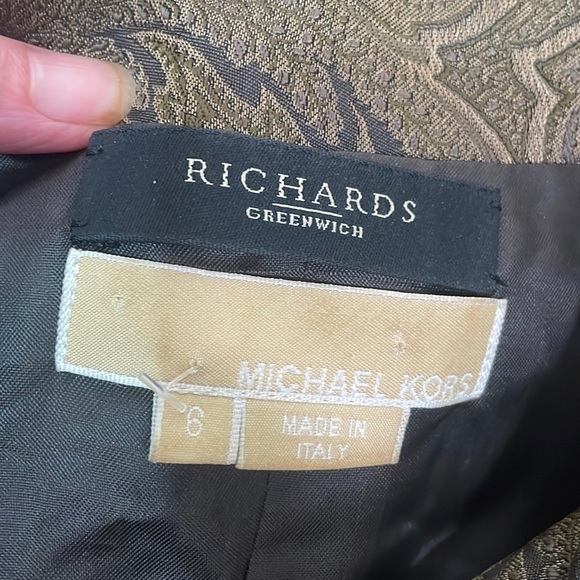 RICHARDS
GREENWICH
MICHAEL KORS
6
MADE IN
ITALY